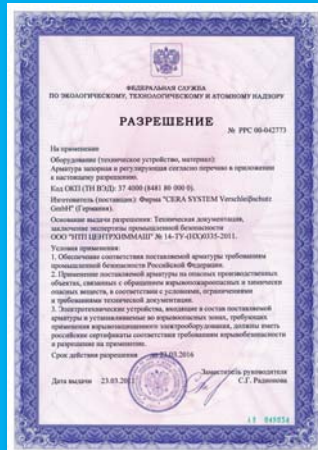 ФЕДЕРАЛЬНАЯ СЛУЖБА
ПО ЭКОЛОГИЧЕСКОМУ, ТЕХНОЛОГИЧЕСКОМУ И АТОМНОМУ НАДЗОРУ
РАЗРЕШЕНИЕ
№ РРС 00-042773
На применение
Оборудование (техническое устройство, материал):
Арматура запорная и регулирующая согласно перечню в приложении
к настоящему разрешению.
Код ОКП (ТН ВЭД): 37 4000 (8481 80 000 0).
Изготовитель (поставщик): Фирма "CERA SYSTEM Verschleißschutz
GmbH" (Германия).
Основание выдачи разрешения: Техническая документация,
заключение экспертизы промышленной безопасности
ООО "НТП ЦЕНТРХИММАШ" № 14-ТУ-(НХ)0335-2011.
Условия применения:
1. Обеспечение соответствия поставляемой арматуры требованиям
промышленной безопасности Российской Федерации.
2. Применение поставляемой арматуры на опасных производственных
объектах, связанных с обращением взрывопожароопасных и химически
опасных веществ, в соответствии с условиями, ограничениями
и требованиями технической документации.
3. Электротехнические устройства, входящие в состав поставляемой
арматуры и устанавливаемые во взрывоопасных зонах, требующих
применения взрывозащищенного электрооборудования, должны иметь
российские сертификаты соответствия требованиям взрывобезопасности
и разрешение на применение.
Срок действия разрешения до 23.03.2016
Дата выдачи 23.03.2011
Заместитель руководителя
С.Г. Радионова
АВ 049034